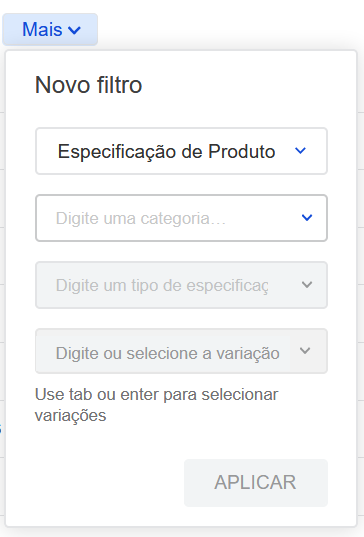 Mais
Novo filtro
Especificação de Produto
Digite uma categoria...
Digite um tipo de especificaç
Digite ou selecione a variação
Use tab ou enter para selecionar
variações
APLICAR